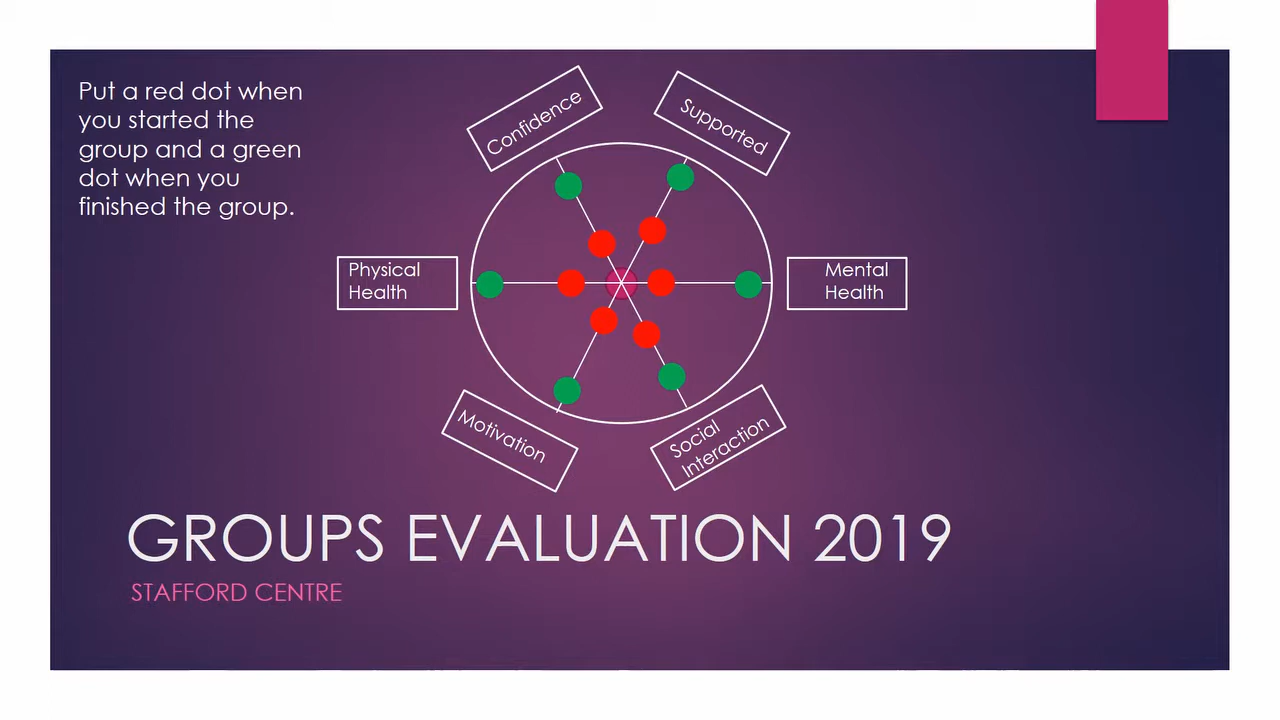 Put a red dot when
you started the
group and a green
dot when you
finished the group.
Confidence
Supported
Physical
Health
Mental
Health
Motivation
Social
Interaction
GROUPS EVALUATION 2019
STAFFORD CENTRE